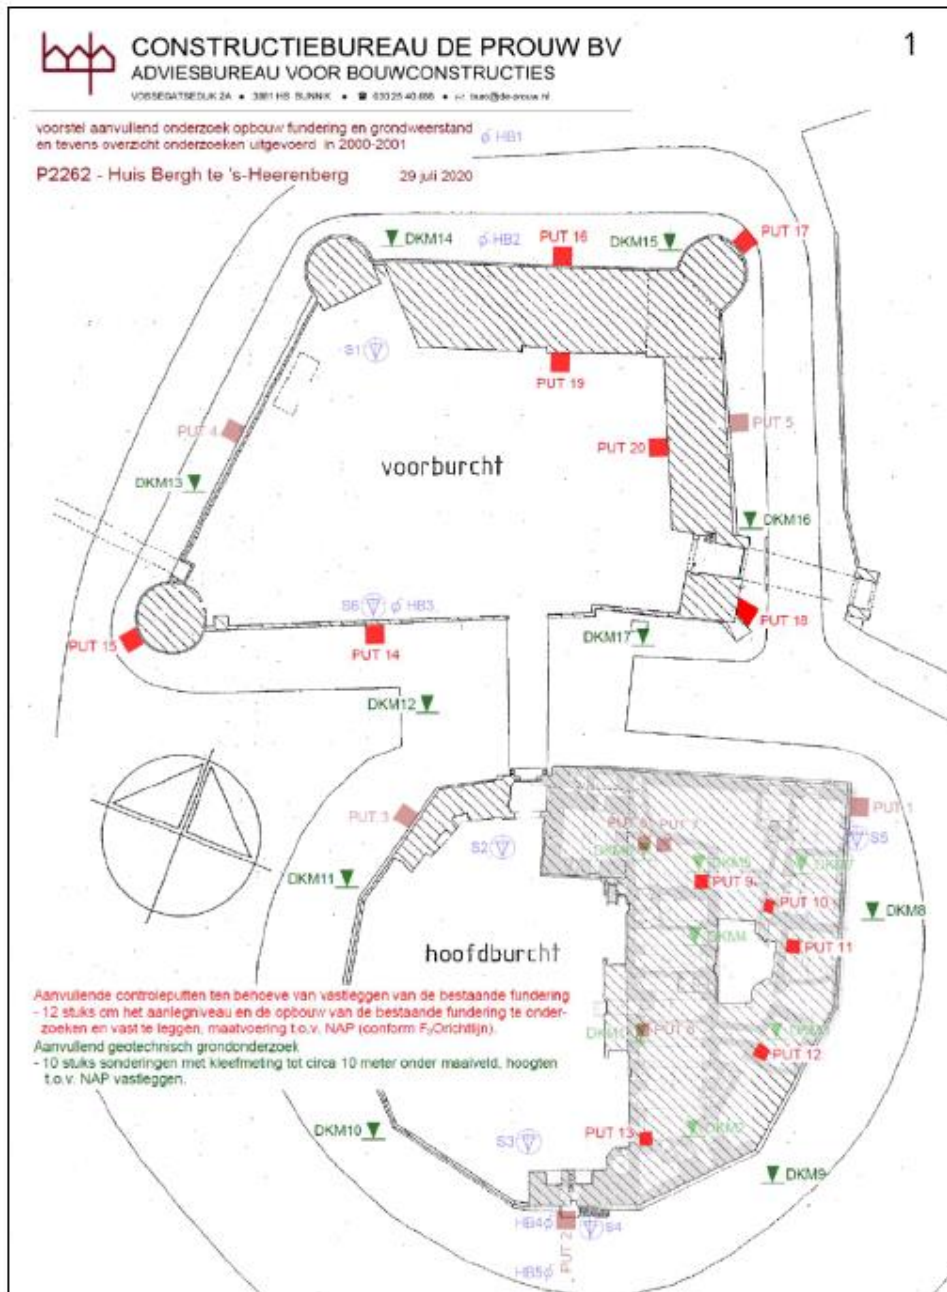 1
CONSTRUCTIEBUREAU DE PROUW BV
ADVIESBUREAU VOOR BOUWCONSTRUCTIES
voorstel aanvullend onderzoek opbouw fundering en grondweerstand
en tevens overzicht onderzoeken uitgevoerd in 2000-2001
HB1
P2262 - Huis Bergh te 's-Heerenberg 29 juli 2020
DKM14
HB2
PUT 16
DKM15
PUT 17
S1
PUT 19
PUT 4
PUT 5
PUT 20
voorburcht
DKM13
DKM16
S6
HB3
PUT 18
PUT 15
PUT 14
DKM17
DKM12
PUT 3
PUT 1
S2
S5
PUT 7
DKM11
PUT 9
PUT 10
DKM8
DKM4
PUT 11
hoofdburcht
Aanvullende controleputten ten behoeve van vastleggen van de bestaande fundering
- 12 stuks om het aanlegniveau en de opbouw van de bestaande fundering te onder-
zoeken en vast te leggen, maatvoering t.o.v. NAP (conform F3Orichtlijn).
Aanvullend geotechnisch grondonderzoek
- 10 stuks sonderingen met kleefmeting tot circa 10 meter onder maaiveld, hoogten
t.o.v. NAP vastleggen.
PUT 12
DKM10
S3
PUT 13
DKM2
DKM9
HB4
PUT 2
S4
HB5